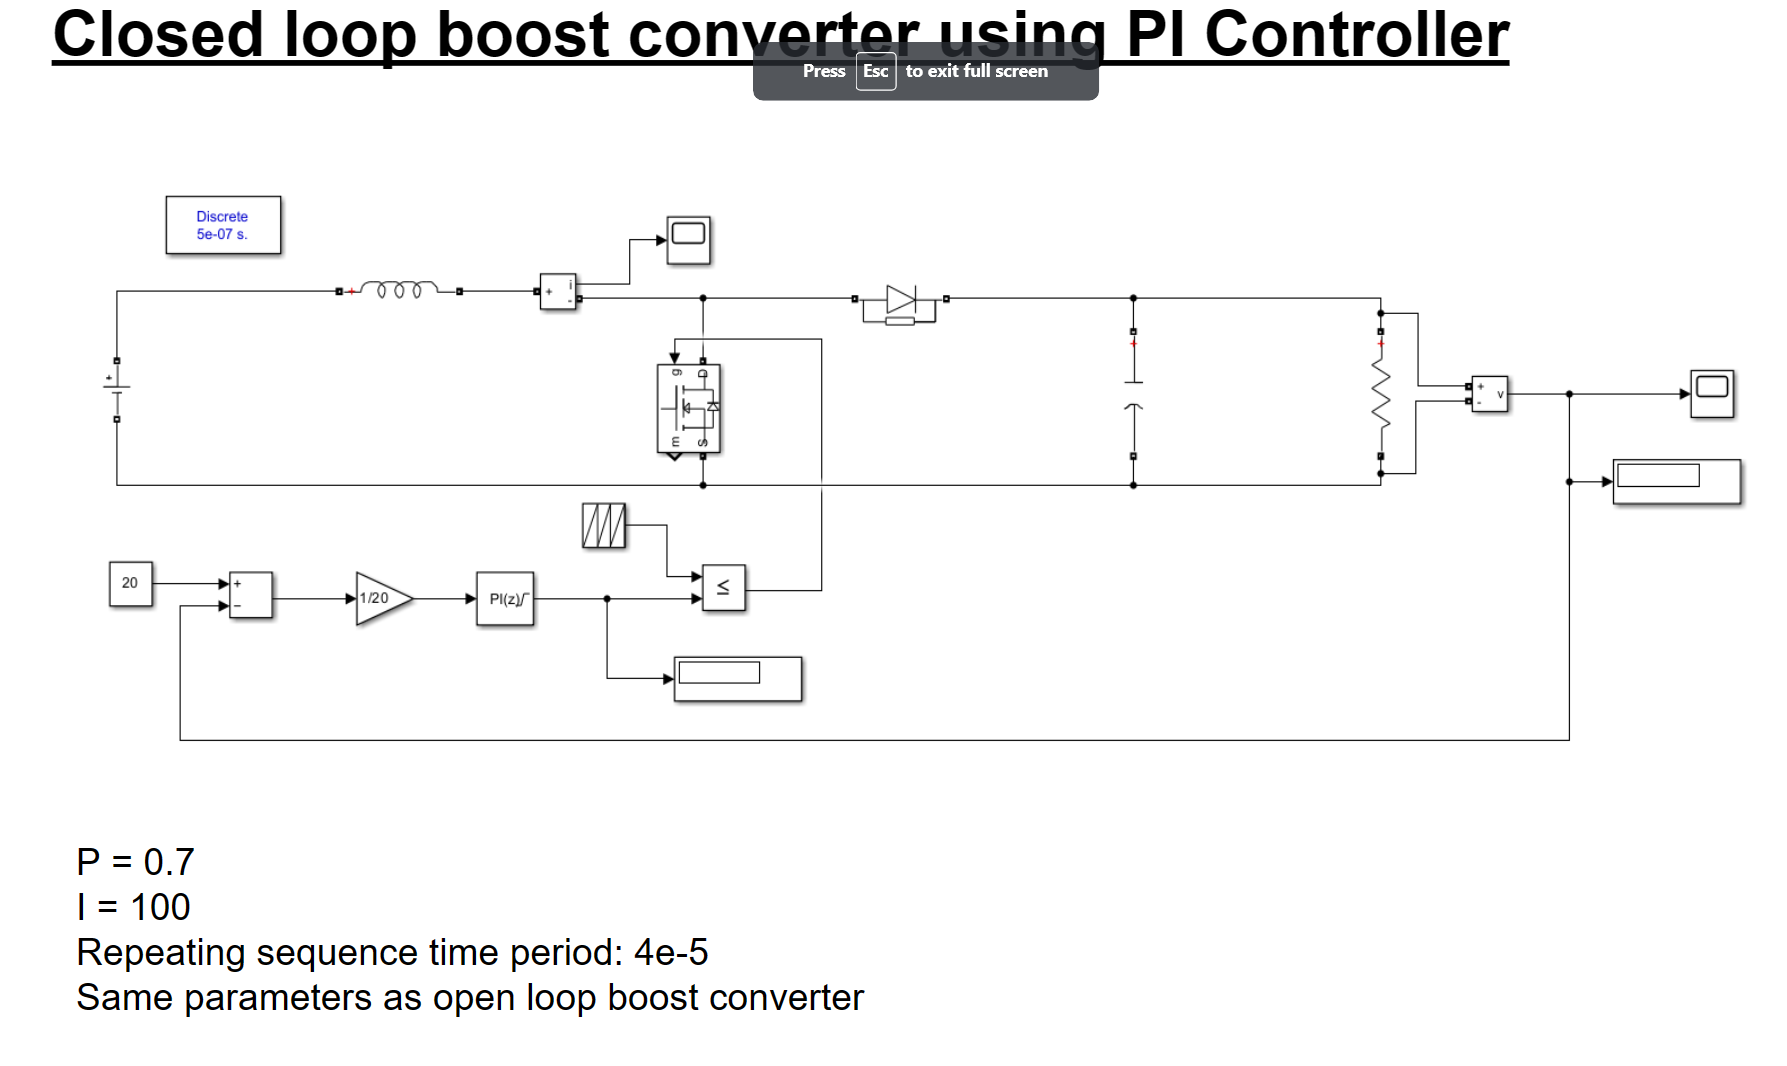 Closed loop boost converter using PI Controller
Press Esc to exit full screen
Discrete
5e-07 s.
+
i
+
-
g
D
m
S
+
+
-
v
20
+
−
1/20
PI(z)
≤
P = 0.7
I = 100
Repeating sequence time period: 4e-5
Same parameters as open loop boost converter